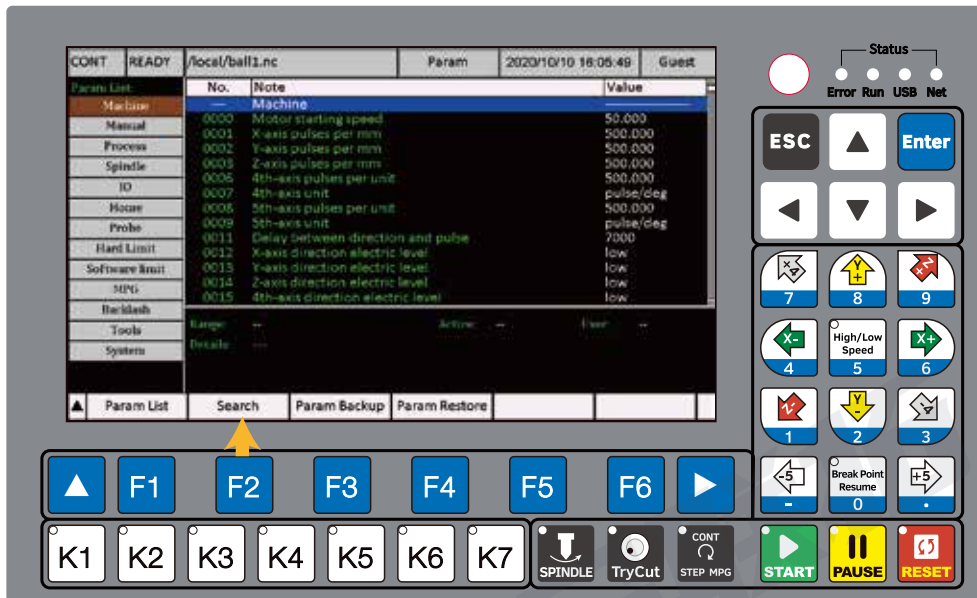 CONT READY /local/ball1.nc Param 2020/10/10 16:05:49 Guest
Param List
Machine
Manual
Process
Spindle
IO
Home
Probe
Hard Limit
Software limit
MPG
Backlash
Tools
System
No. Note Value
Machine
0000 Motor starting speed 50.000
0001 X-axis pulses per mm 500.000
0002 Y-axis pulses per mm 500.000
0003 Z-axis pulses per mm 500.000
0006 4th-axis pulses per unit 500.000
0007 4th-axis unit pulse/deg
0008 5th-axis pulses per unit 500.000
0009 5th-axis unit pulse/deg
0011 Delay between direction and pulse 7000
0012 X-axis direction electric level low
0013 Y-axis direction electric level low
0014 Z-axis direction electric level low
0015 4th-axis direction electric level low
Range: -- Active: -- User: --
Details: ---
Param List Search Param Backup Param Restore
Status
Error Run USB Net
ESC Enter
7 Y + 8 9
X- 4 High/Low Speed 5 X+ 6
1 Y - 2 3
-5 - Break Point Resume 0 +5 .
F1 F2 F3 F4 F5 F6
K1 K2 K3 K4 K5 K6 K7
SPINDLE TryCut CONT STEP MPG START PAUSE RESET